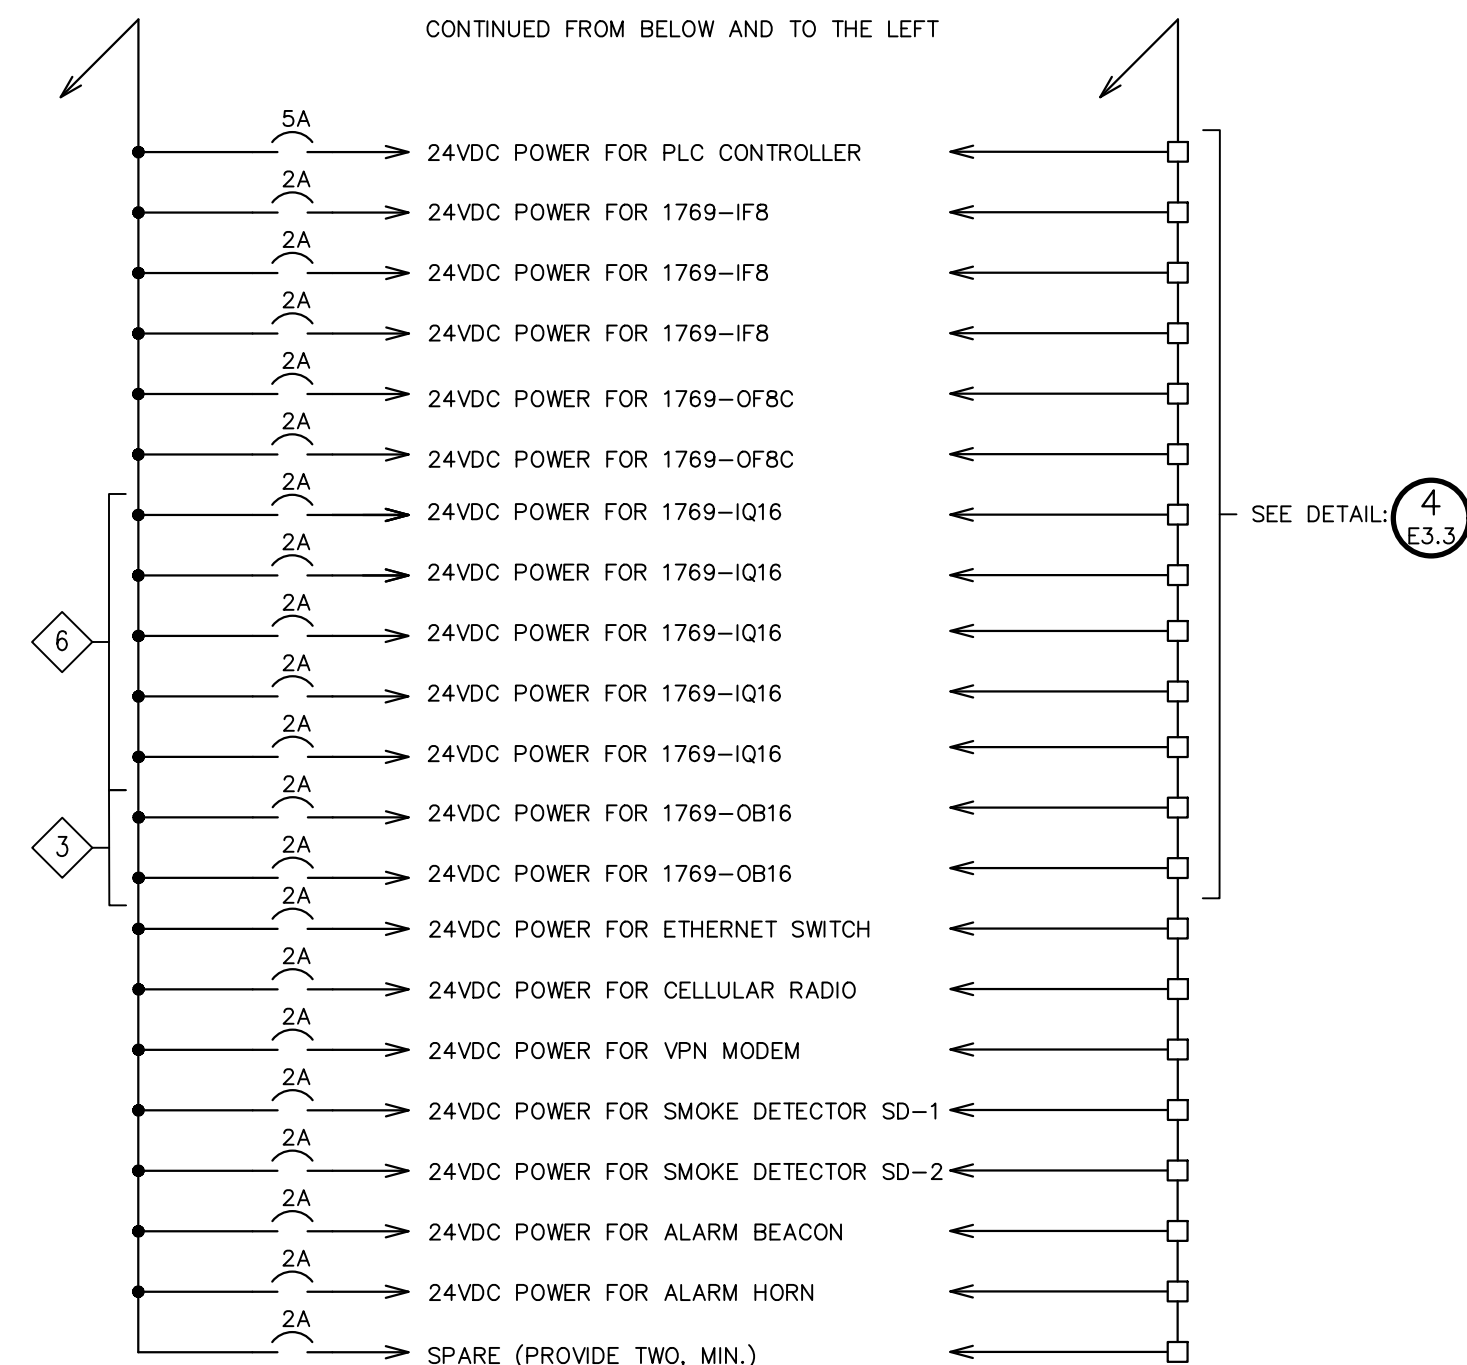 CONTINUED FROM BELOW AND TO THE LEFT
5A
24VDC POWER FOR PLC CONTROLLER
2A
24VDC POWER FOR 1769-IF8
2A
24VDC POWER FOR 1769-IF8
2A
24VDC POWER FOR 1769-IF8
2A
24VDC POWER FOR 1769-OF8C
2A
24VDC POWER FOR 1769-OF8C
2A
24VDC POWER FOR 1769-IQ16
SEE DETAIL:
4
E3.3
2A
24VDC POWER FOR 1769-IQ16
2A
24VDC POWER FOR 1769-IQ16
6
2A
24VDC POWER FOR 1769-IQ16
2A
24VDC POWER FOR 1769-IQ16
2A
24VDC POWER FOR 1769-OB16
3
2A
24VDC POWER FOR 1769-OB16
2A
24VDC POWER FOR ETHERNET SWITCH
2A
24VDC POWER FOR CELLULAR RADIO
2A
24VDC POWER FOR VPN MODEM
2A
24VDC POWER FOR SMOKE DETECTOR SD-1
2A
24VDC POWER FOR SMOKE DETECTOR SD-2
2A
24VDC POWER FOR ALARM BEACON
2A
24VDC POWER FOR ALARM HORN
2A
SPARE (PROVIDE TWO, MIN.)